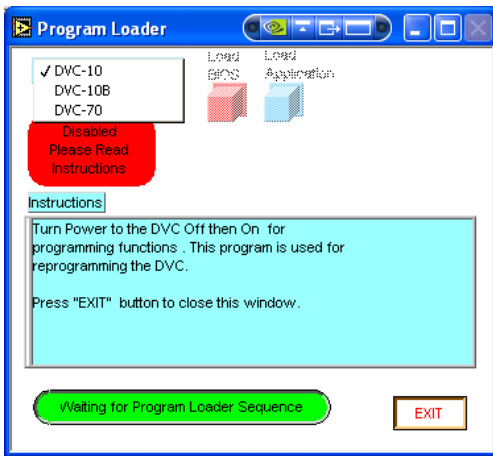 Program Loader
✓ DVC-10
DVC-10B
DVC-70
Load
BIOS
Load
Application
Disabled
Please Read
Instructions
Instructions
Turn Power to the DVC Off then On for
programming functions . This program is used for
reprogramming the DVC.
Press "EXIT" button to close this window.
Waiting for Program Loader Sequence
EXIT